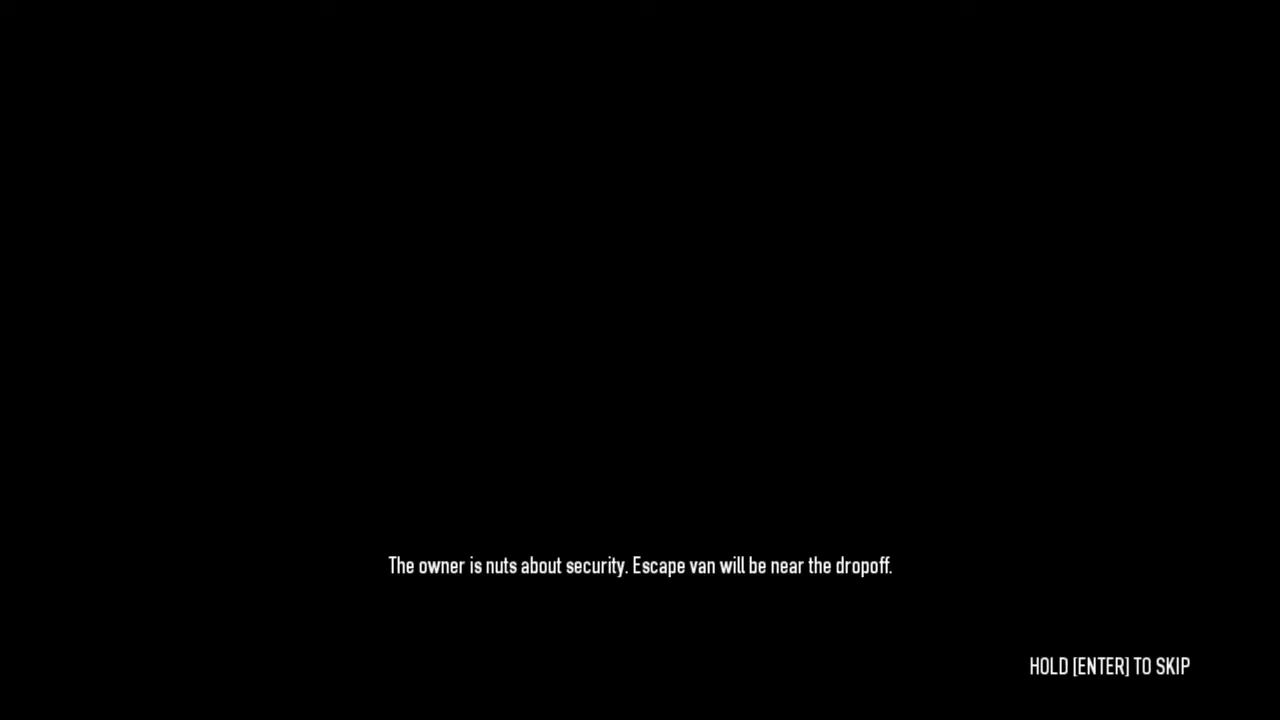 The owner is nuts about security. Escape van will be near the dropoff.
HOLD [ENTER] TO SKIP